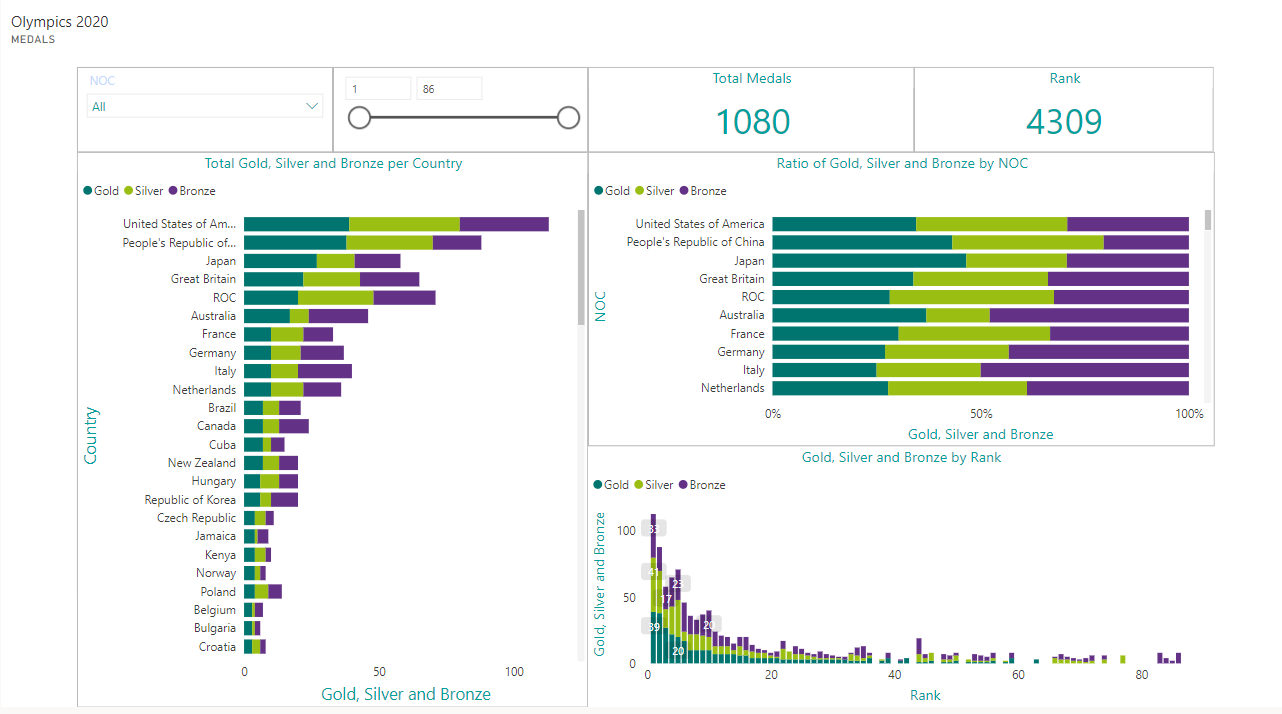 Olympics 2020
MEDALS
NOC
All
1 86
Total Medals
1080
Rank
4309
Total Gold, Silver and Bronze per Country
Gold Silver Bronze
Country
United States of Am...
People's Republic of...
Japan
Great Britain
ROC
Australia
France
Germany
Italy
Netherlands
Brazil
Canada
Cuba
New Zealand
Hungary
Republic of Korea
Czech Republic
Jamaica
Kenya
Norway
Poland
Belgium
Bulgaria
Croatia
0 50 100
Gold, Silver and Bronze
Ratio of Gold, Silver and Bronze by NOC
Gold Silver Bronze
NOC
United States of America
People's Republic of China
Japan
Great Britain
ROC
Australia
France
Germany
Italy
Netherlands
0% 50% 100%
Gold, Silver and Bronze
Gold, Silver and Bronze by Rank
Gold Silver Bronze
Gold, Silver and Bronze
100
50
0
33
41
39
17
23
20
20
0 20 40 60 80
Rank